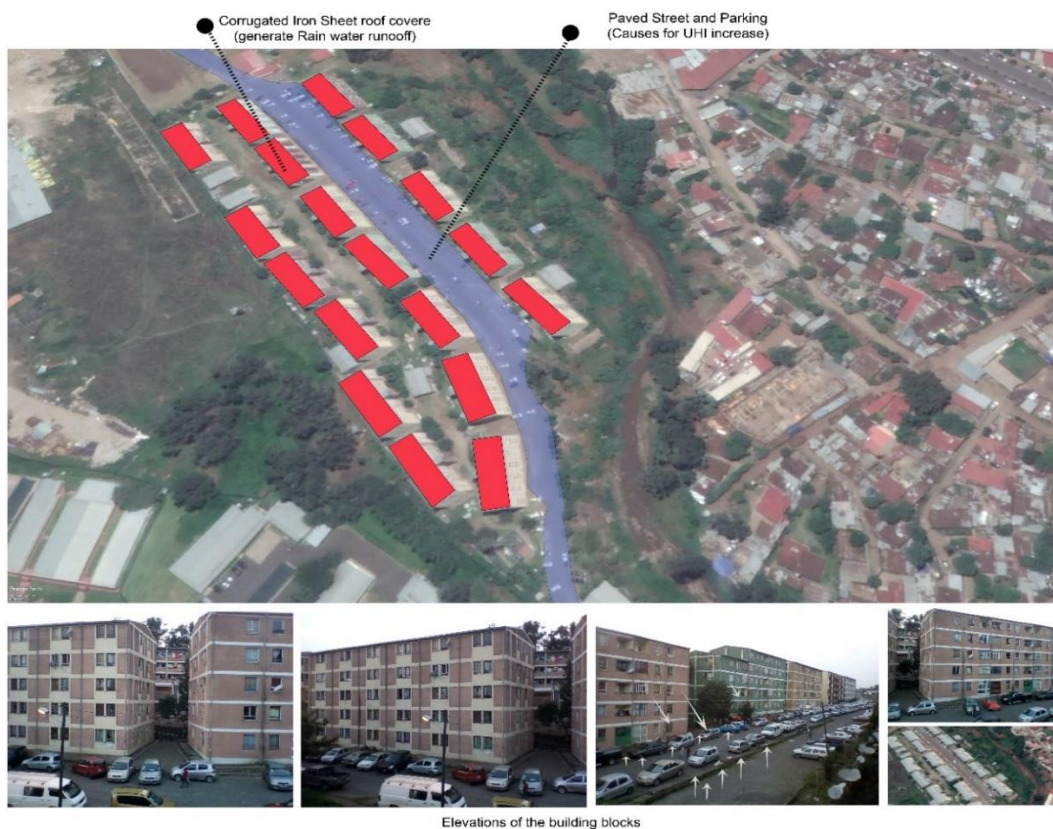 Corrugated Iron Sheet roof covere
(generate Rain water runooff)
Paved Street and Parking
(Causes for UHI increase)
Elevations of the building blocks